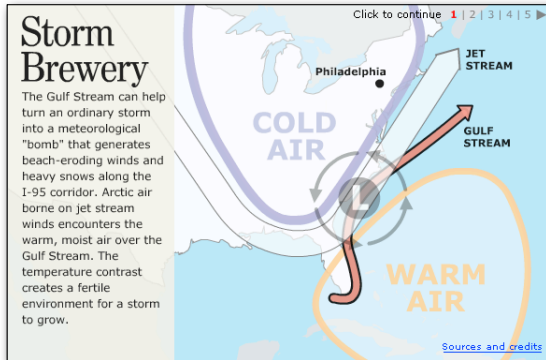 Click to continue 1 | 2 | 3 | 4 | 5
Storm
Brewery
The Gulf Stream can help
turn an ordinary storm
into a meteorological
"bomb" that generates
beach-eroding winds and
heavy snows along the
I-95 corridor. Arctic air
borne on jet stream
winds encounters the
warm, moist air over the
Gulf Stream. The
temperature contrast
creates a fertile
environment for a storm
to grow.
JET
STREAM
Philadelphia
GULF
STREAM
COLD
AIR
L
WARM
AIR
Sources and credits